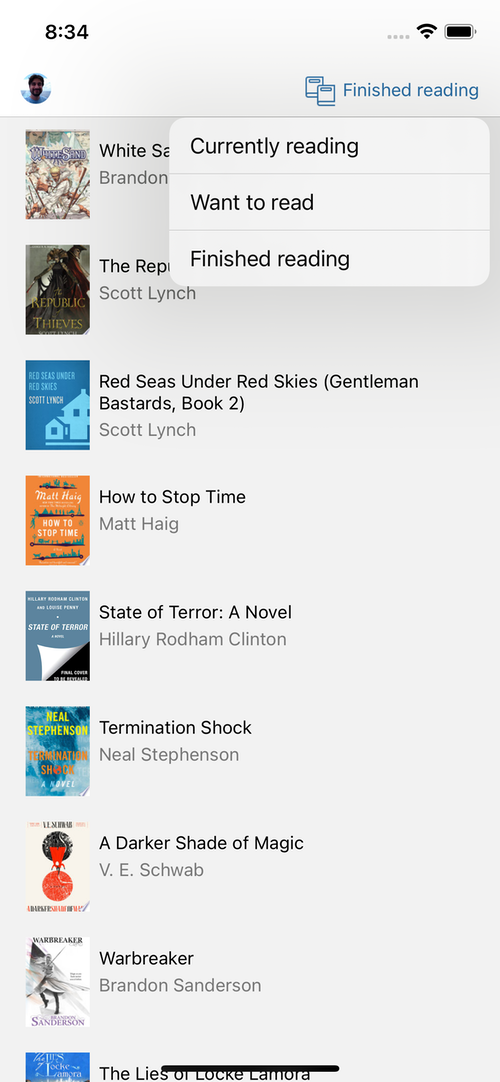 8:34
Finished reading
Currently reading
Want to read
Finished reading
WHITE SAND
White Sa
Brandon
The REPUBLIC
of THIEVES
SCOTT LYNCH
The Repu
Scott Lynch
RED SEAS UNDER
RED SKIES
SCOTT LYNCH
Red Seas Under Red Skies (Gentleman
Bastards, Book 2)
Scott Lynch
Matt Haig
HOW TO
STOP TIME
How to Stop Time
Matt Haig
HILLARY RODHAM CLINTON
AND LOUISE PENNY
STATE OF TERROR
A NOVEL
FINAL COVER
TO BE REVEALED
State of Terror: A Novel
Hillary Rodham Clinton
NEAL
STEPHENSON
TERMINATION
SHOCK
A NOVEL
Termination Shock
Neal Stephenson
V. E. SCHWAB
A DARKER SHADE OF MAGIC
A Darker Shade of Magic
V. E. Schwab
WARBREAKER
BRANDON
SANDERSON
Warbreaker
Brandon Sanderson
THE LIES of
Locke Lamora
The Lies of Locke Lamora